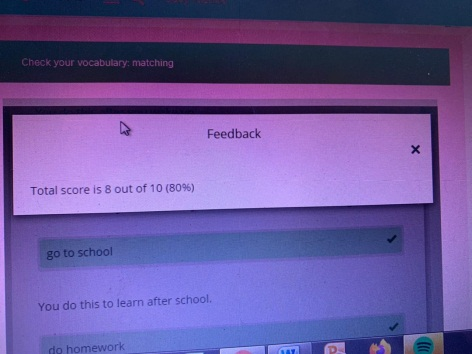 Check your vocabulary: matching
Feedback
Total score is 8 out of 10 (80%)
go to school
You do this to learn after school.
do homework